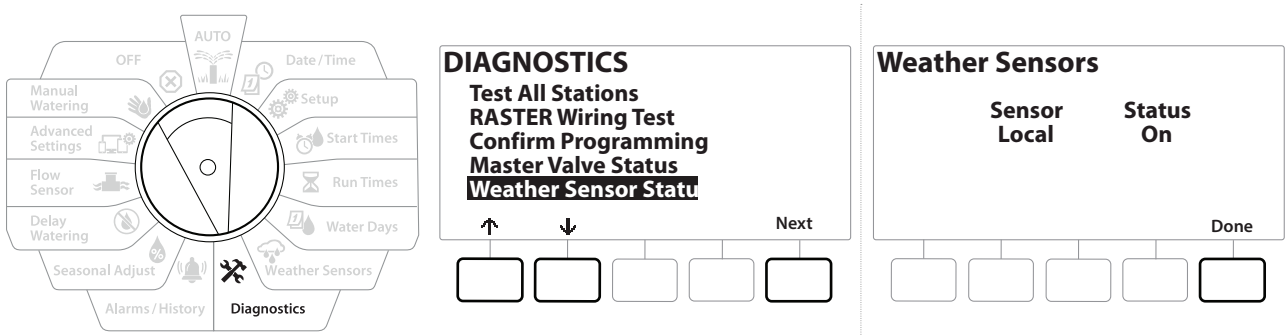 AUTO
OFF
Date / Time
Manual
Watering
Setup
Advanced
Settings
Start Times
Flow
Sensor
Run Times
Delay
Watering
Water Days
Seasonal Adjust
Weather Sensors
Alarms / History
Diagnostics
DIAGNOSTICS
Test All Stations
RASTER Wiring Test
Confirm Programming
Master Valve Status
Weather Sensor Statu
Next
Weather Sensors
Sensor Status
Local On
Done